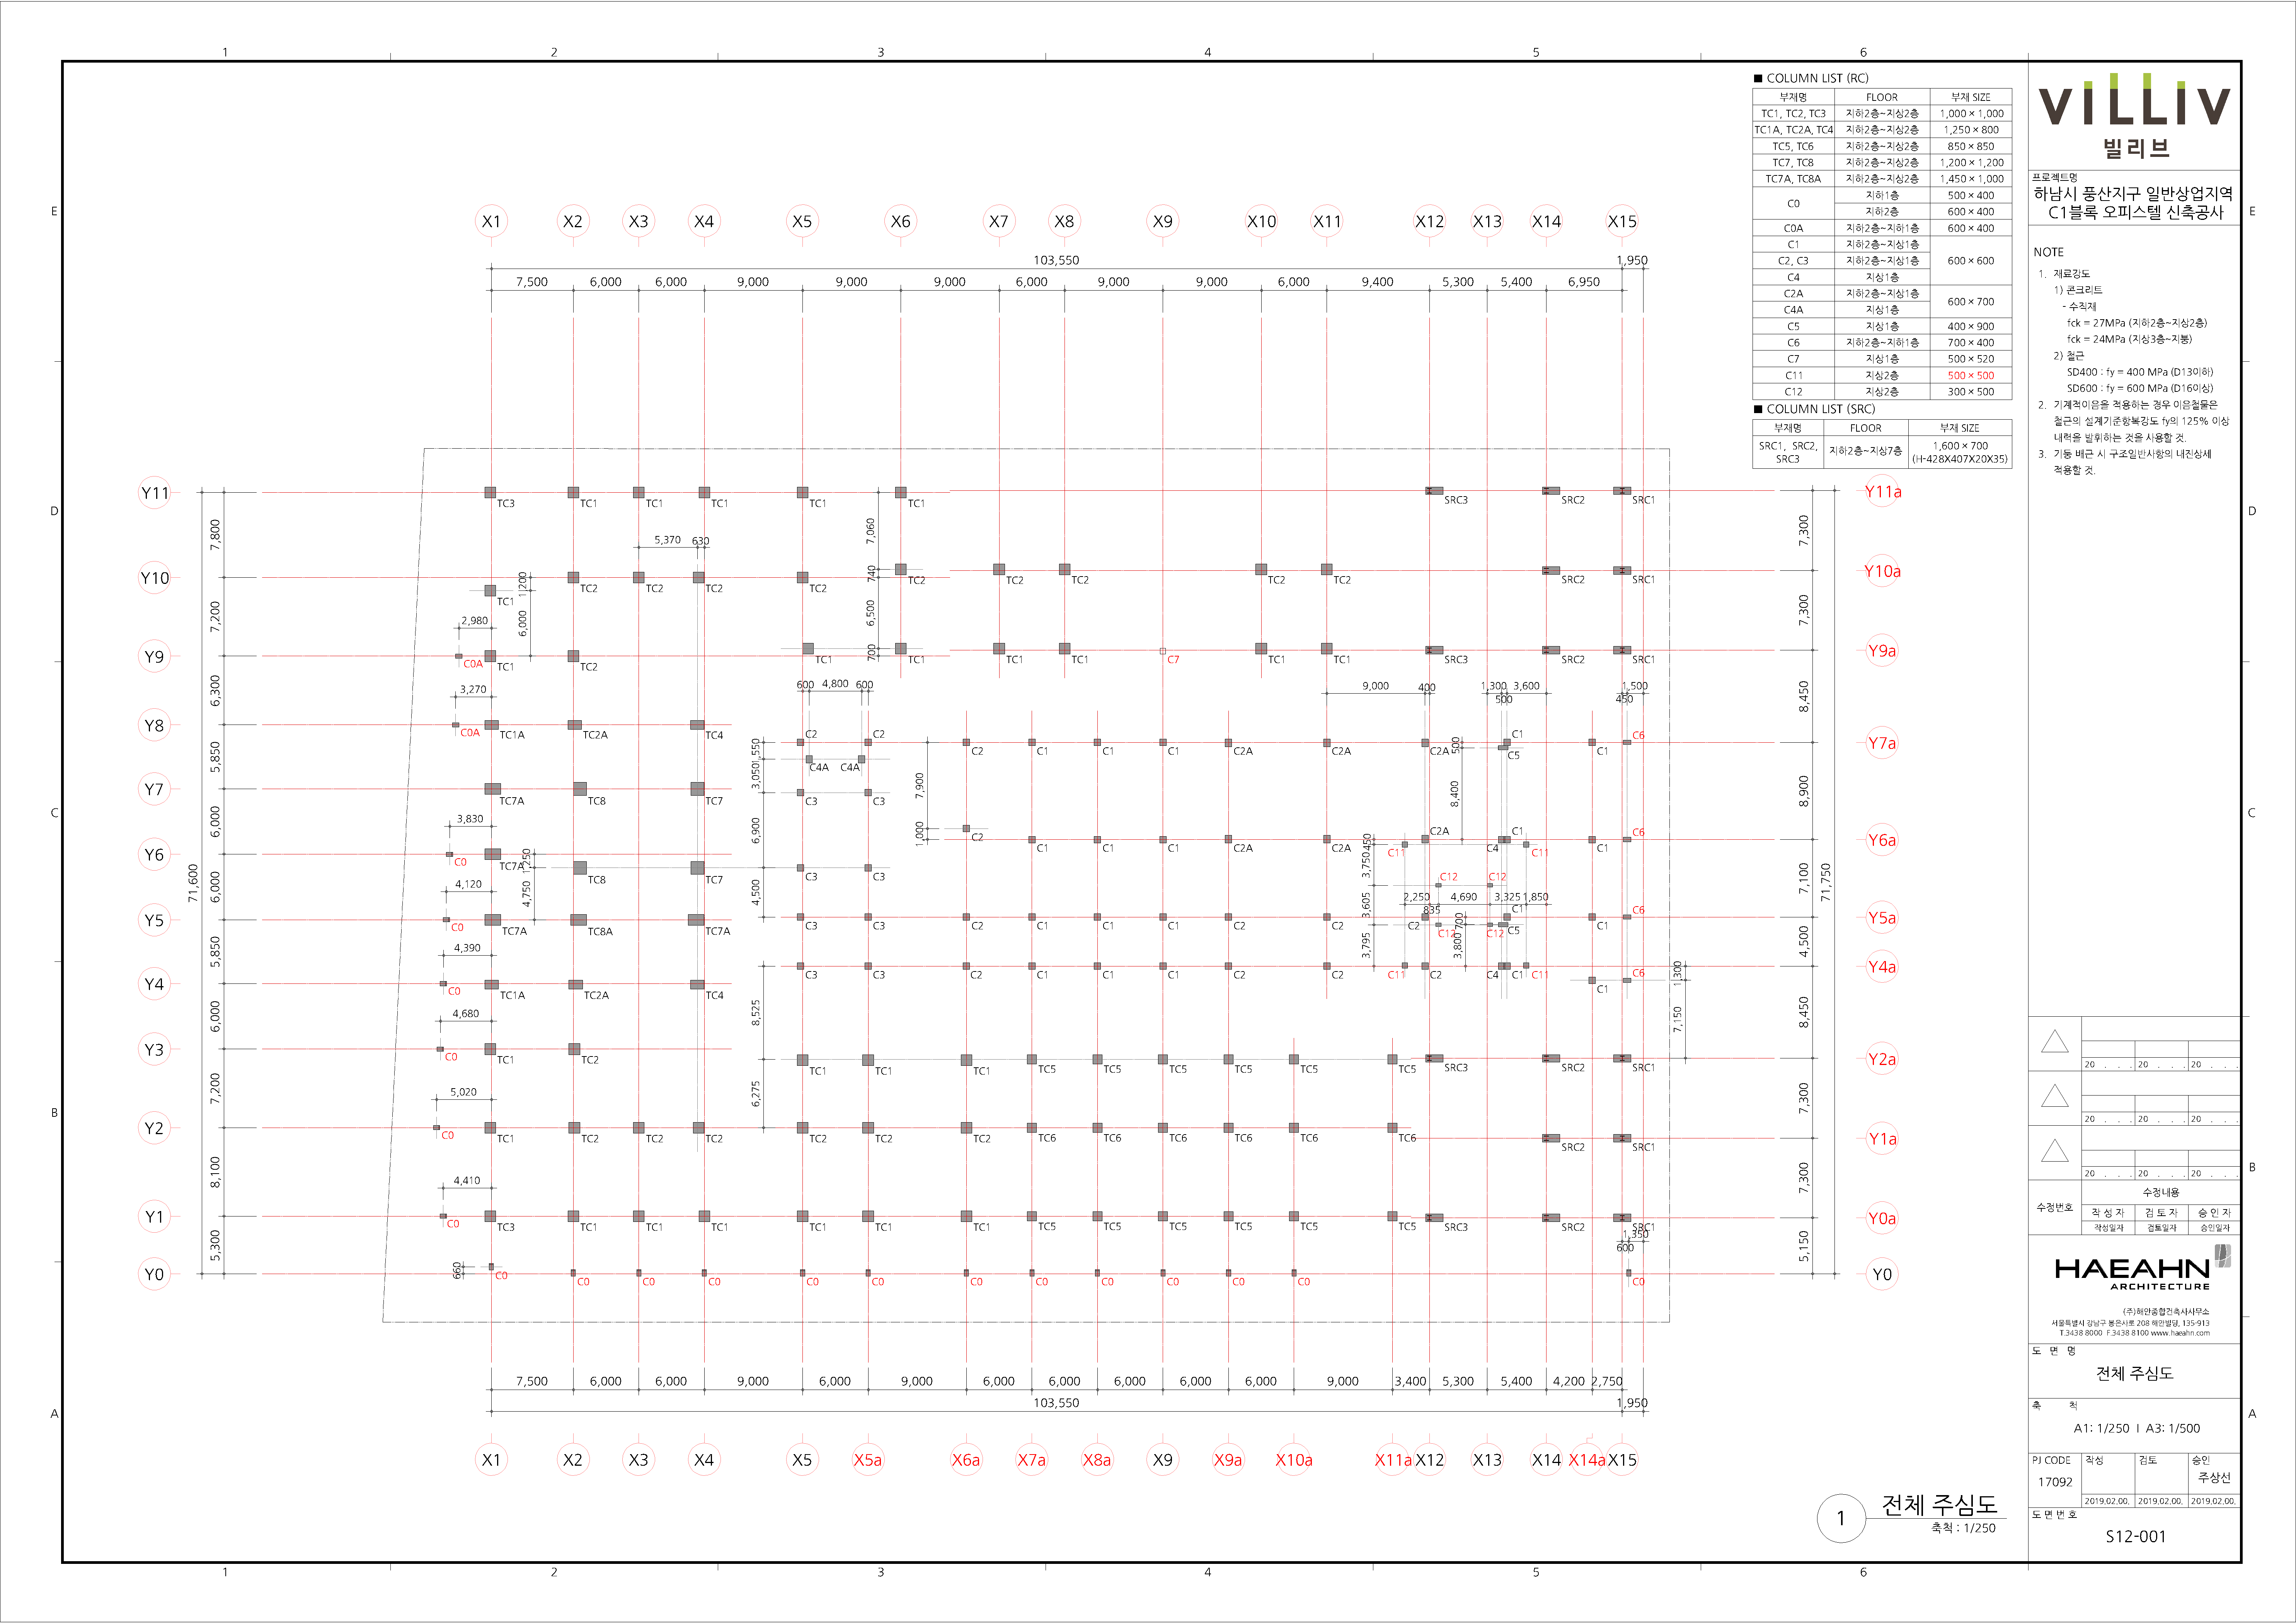 1 2 3 4 5 6
■ COLUMN LIST (RC)
부재명 FLOOR 부재 SIZE
TC1, TC2, TC3 지하2층~지상2층 1,000 × 1,000
TC1A, TC2A, TC4 지하2층~지상2층 1,250 × 800
TC5, TC6 지하2층~지상2층 850 × 850
TC7, TC8 지하2층~지상2층 1,200 × 1,200
TC7A, TC8A 지하2층~지상2층 1,450 × 1,000
C0 지하1층 500 × 400
지하2층 600 × 400
C0A 지하2층~지하1층 600 × 400
C1 지하2층~지상1층
C2, C3 지하2층~지상1층 600 × 600
C4 지상1층
C2A 지하2층~지상1층 600 × 700
C4A 지상1층
C5 지상1층 400 × 900
C6 지하2층~지하1층 700 × 400
C7 지상1층 500 × 520
C11 지상2층 500 × 500
C12 지상2층 300 × 500
■ COLUMN LIST (SRC)
부재명 FLOOR 부재 SIZE
SRC1, SRC2, SRC3 지하2층~지상7층 1,600 × 700
(H-428X407X20X35)
VILLIV
빌리브
프로젝트명
하남시 풍산지구 일반상업지역
C1블록 오피스텔 신축공사
NOTE
1. 재료강도
1) 콘크리트
- 수직재
fck = 27MPa (지하2층~지상2층)
fck = 24MPa (지상3층~지붕)
2) 철근
SD400 : fy = 400 MPa (D13이하)
SD600 : fy = 600 MPa (D16이상)
2. 기계적이음을 적용하는 경우 이음철물은
철근의 설계기준항복강도 fy의 125% 이상
내력을 발휘하는 것을 사용할 것.
3. 기둥 배근 시 구조일반사항의 내진상세
적용할 것.
X1 X2 X3 X4 X5 X6 X7 X8 X9 X10 X11 X12 X13 X14 X15
103,550 1,950
7,500 6,000 6,000 9,000 9,000 9,000 6,000 9,000 9,000 6,000 9,400 5,300 5,400 6,950
Y11 TC3 TC1 TC1 TC1 TC1 TC1 SRC3 SRC2 SRC1 Y11a
7,800 5,370 630 7,060 7,300
Y10 TC1 TC2 TC2 TC2 TC2 TC2 TC2 TC2 TC2 TC2 SRC2 SRC1 Y10a
7,200 1,200 6,000 2,980 740 6,500 7,300
Y9 C0A TC1 TC2 TC1 TC1 TC1 TC1 C7 TC1 TC1 SRC3 SRC2 SRC1 Y9a
6,300 3,270 700 600 4,800 600 9,000 400 1,300 3,600 500 1,500 450 8,450
Y8 C0A TC1A TC2A TC4
C2 C2 C2 C1 C1 C1 C2A C2A C2A C1 C5 C1 C6 Y7a
5,850 1,550 3,050 C4A C4A 500 8,400 7,900 8,900
Y7 TC7A TC8 TC7 C3 C3
6,000 3,830 6,900 1,000 C2
C1 C1 C1 C2A C2A C2A C4 C1 C1 C6 Y6a
C11 C11 450 3,750
Y6 C0 TC7A TC8 TC7 C3 C3
71,600 6,000 4,120 1,250 4,750 4,500 C12 C12 7,100 71,750
2,250 835 4,690 3,325 1,850 3,605
Y5 C0 TC7A TC8A TC7A C3 C3 C2 C1 C1 C1 C2 C2 C2 C1 C1 C6 Y5a
C12 C12 C5 700 3,800 3,795
5,850 4,390 4,500
C3 C3 C2 C1 C1 C1 C2 C2 C11 C2 C4 C1 C11 Y4a
Y4 C0 TC1A TC2A TC4 C1 C6
6,000 4,680 8,525 1,300 7,150 8,450
Y3 C0 TC1 TC2 TC1 TC1 TC1 TC5 TC5 TC5 TC5 TC5 TC5 SRC3 SRC2 SRC1 Y2a
7,200 5,020 6,275 7,300
Y2 C0 TC1 TC2 TC2 TC2 TC2 TC2 TC2 TC6 TC6 TC6 TC6 TC6 TC6 SRC2 SRC1 Y1a
8,100 4,410 7,300
Y1 C0 TC3 TC1 TC1 TC1 TC1 TC1 TC1 TC5 TC5 TC5 TC5 TC5 TC5 SRC3 SRC2 SRC1 Y0a
5,300 660 1,350 600 5,150
Y0 C0 C0 C0 C0 C0 C0 C0 C0 C0 C0 C0 C0 C0 Y0
7,500 6,000 6,000 9,000 6,000 9,000 6,000 6,000 6,000 6,000 6,000 9,000 3,400 5,300 5,400 4,200 2,750
103,550 1,950
X1 X2 X3 X4 X5 X5a X6a X7a X8a X9 X9a X10a X11a X12 X13 X14 X14a X15
1 전체 주심도
축척 : 1/250
20 . . . 20 . . . 20 . . .
20 . . . 20 . . . 20 . . .
20 . . . 20 . . . 20 . . .
수정번호 수정내용
작 성 자 검 토 자 승 인 자
작성일자 검토일자 승인일자
HAEAHN
ARCHITECTURE
(주)해안종합건축사사무소
서울특별시 강남구 봉은사로 208 해안빌딩, 135-913
T.3438 8000 F.3438 8100 www.haeahn.com
도 면 명
전체 주심도
축 척
A1: 1/250 I A3: 1/500
PJ CODE 작성 검토 승인
17092 주상선
2019.02.00. 2019.02.00. 2019.02.00.
도 면 번 호
S12-001
E D C B A
E D C B A
1 2 3 4 5 6